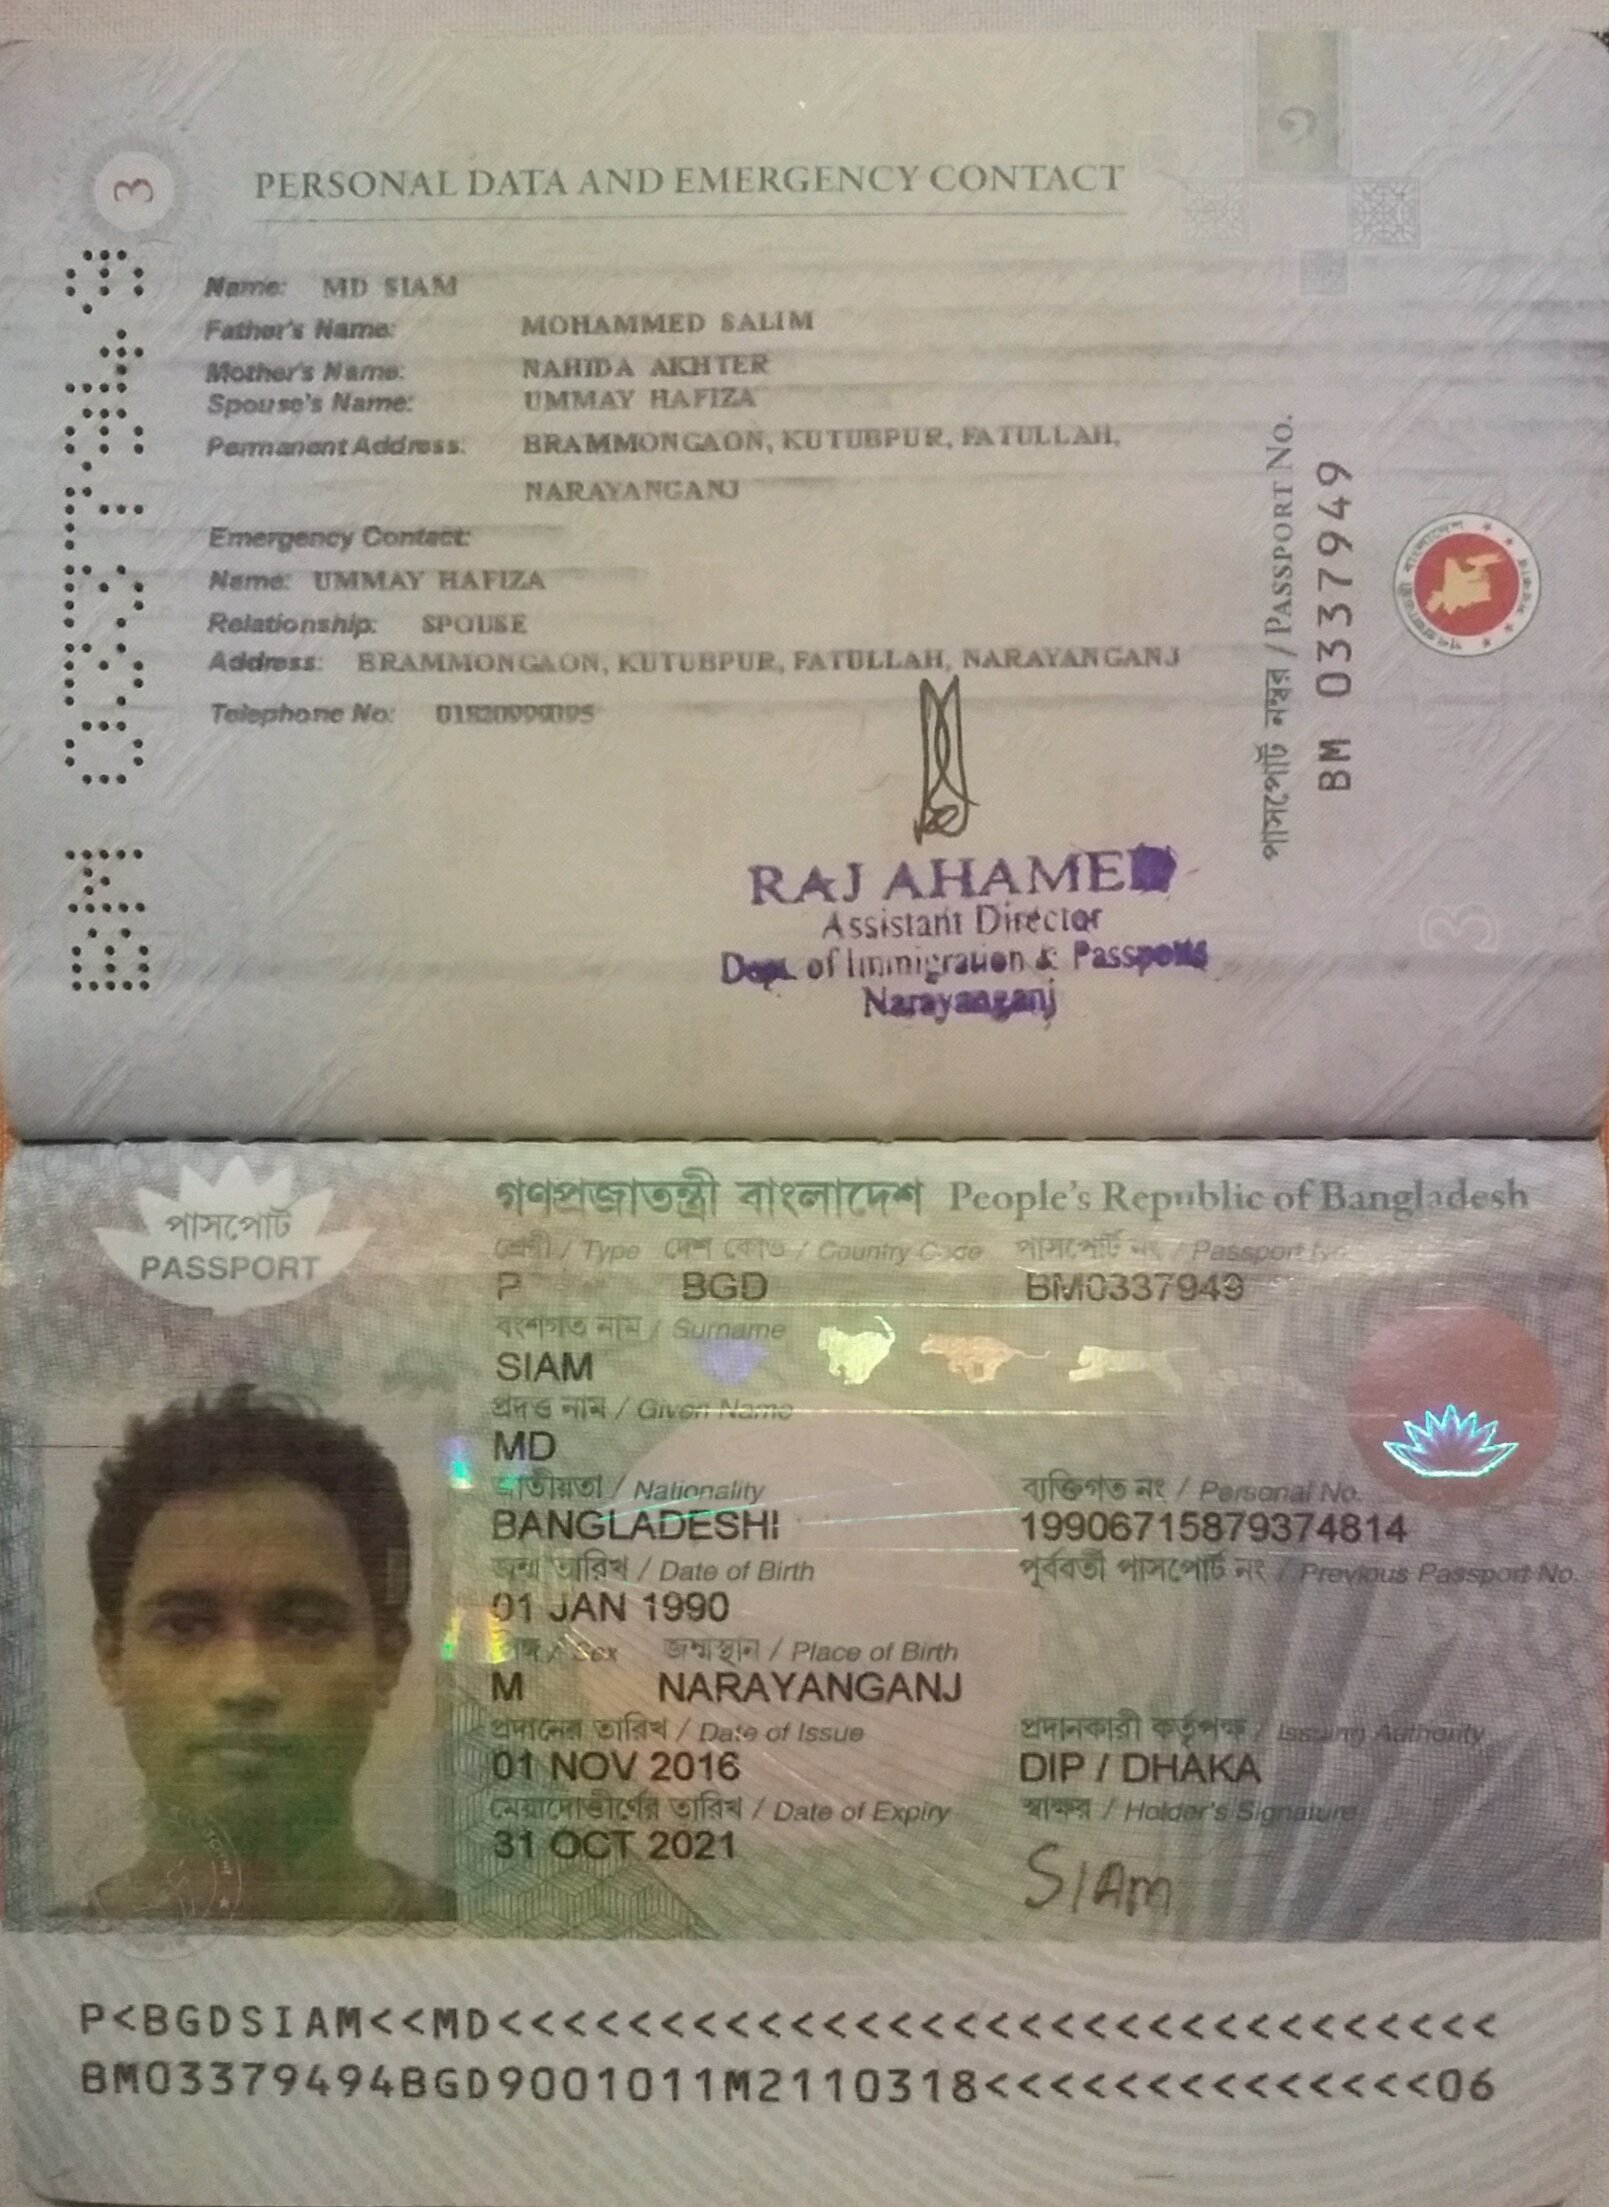 3
PERSONAL DATA AND EMERGENCY CONTACT
Name: MD SIAM
Father's Name: MOHAMMED SALIM
Mother's Name: NAHIDA AKHTER
Spouse's Name: UMMAY HAFIZA
Permanent Address: BRAMMONGAON, KUTUBPUR, FATULLAH,
NARAYANGANJ
Emergency Contact:
Name: UMMAY HAFIZA
Relationship: SPOUSE
Address: BRAMMONGAON, KUTUBPUR, FATULLAH, NARAYANGANJ
Telephone No:
RAJ AHAMED
Assistant Director
Dept. of Immigration & Passports
Narayanganj
পাসপোর্ট নম্বর / PASSPORT NO.
BM 0337949
৩
BM 0337949
পাসপোর্ট
PASSPORT
গণপ্রজাতন্ত্রী বাংলাদেশ People's Republic of Bangladesh
শ্রেণী / Type দেশ কোড / Country Code পাসপোর্ট নং / Passport No.
P BGD BM0337949
বংশগত নাম / Surname
SIAM
প্রদত্ত নাম / Given Name
MD
জাতীয়তা / Nationality ব্যক্তিগত নং / Personal No.
BANGLADESHI 19906715879374814
জন্ম তারিখ / Date of Birth পূর্ববর্তী পাসপোর্ট নং / Previous Passport No.
01 JAN 1990
লিঙ্গ / Sex জন্মস্থান / Place of Birth
M NARAYANGANJ
প্রদানের তারিখ / Date of Issue প্রদানকারী কর্তৃপক্ষ / Issuing Authority
01 NOV 2016 DIP / DHAKA
মেয়াদোত্তীর্ণের তারিখ / Date of Expiry স্বাক্ষর / Holder's Signature
31 OCT 2021 SIAM
P<BGDSIAM<<MD<<<<<<<<<<<<<<<<<<<<<<<<<<<<<<<
BM03379494BGD9001011M2110318<<<<<<<<<<<<<<06